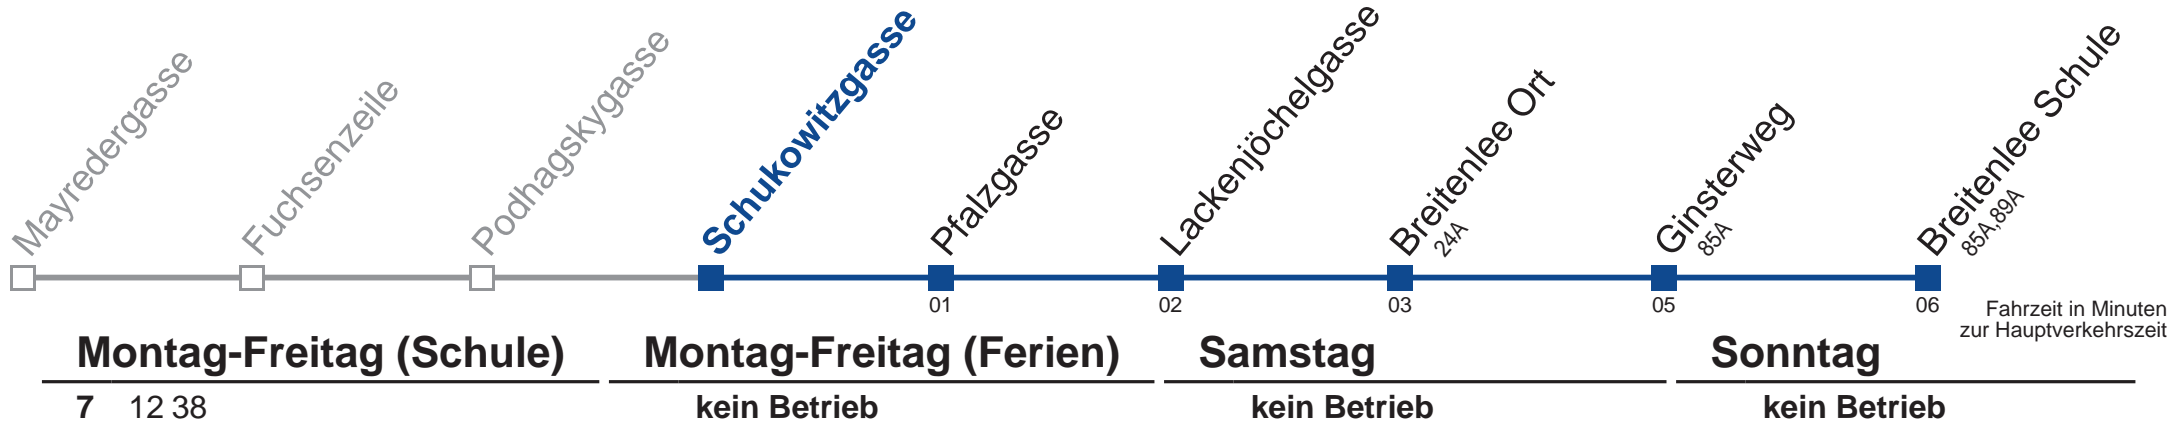 Mayredergasse
Fuchsenzeile
Podhagskygasse
Schukowitzgasse
Pfalzgasse
Lackenjöchelgasse
Breitenlee Ort
24A
Ginsterweg
85A
Breitenlee Schule
85A,89A
01 02 03 05 06
Fahrzeit in Minuten
zur Hauptverkehrszeit
Montag-Freitag (Schule) Montag-Freitag (Ferien) Samstag Sonntag
7 12 38 kein Betrieb kein Betrieb kein Betrieb